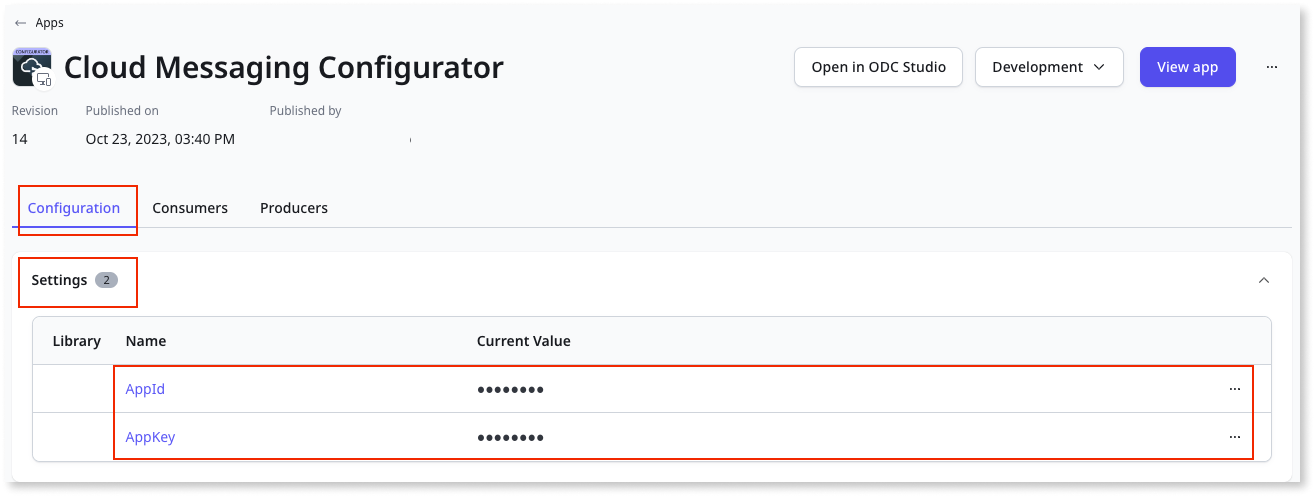 ← Apps
CONFIGURATOR
Cloud Messaging Configurator
Open in ODC Studio
Development
View app
...
Revision
Published on
Published by
14
Oct 23, 2023, 03:40 PM
Configuration
Consumers
Producers
Settings 2
Library Name Current Value
AppId ●●●●●●●● ...
AppKey ●●●●●●●● ...